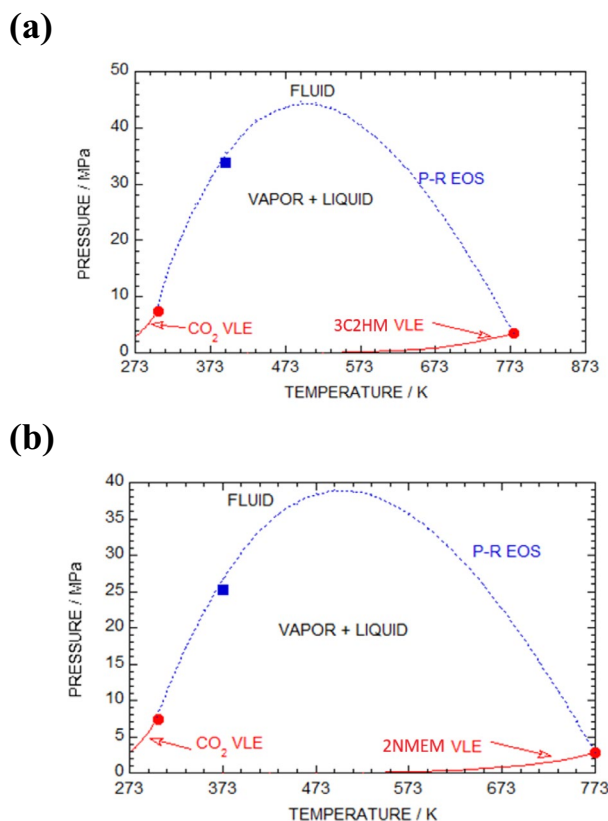 (a)
50
FLUID
40
P-R EOS
30
VAPOR + LIQUID
20
10
CO₂ VLE
3C2HM VLE
0
273 373 473 573 673 773 873
PRESSURE / MPa
TEMPERATURE / K
(b)
40
FLUID
35
30
P-R EOS
25
20
VAPOR + LIQUID
15
10
5
CO₂ VLE
2NMEM VLE
0
273 373 473 573 673 773
PRESSURE / MPa
TEMPERATURE / K